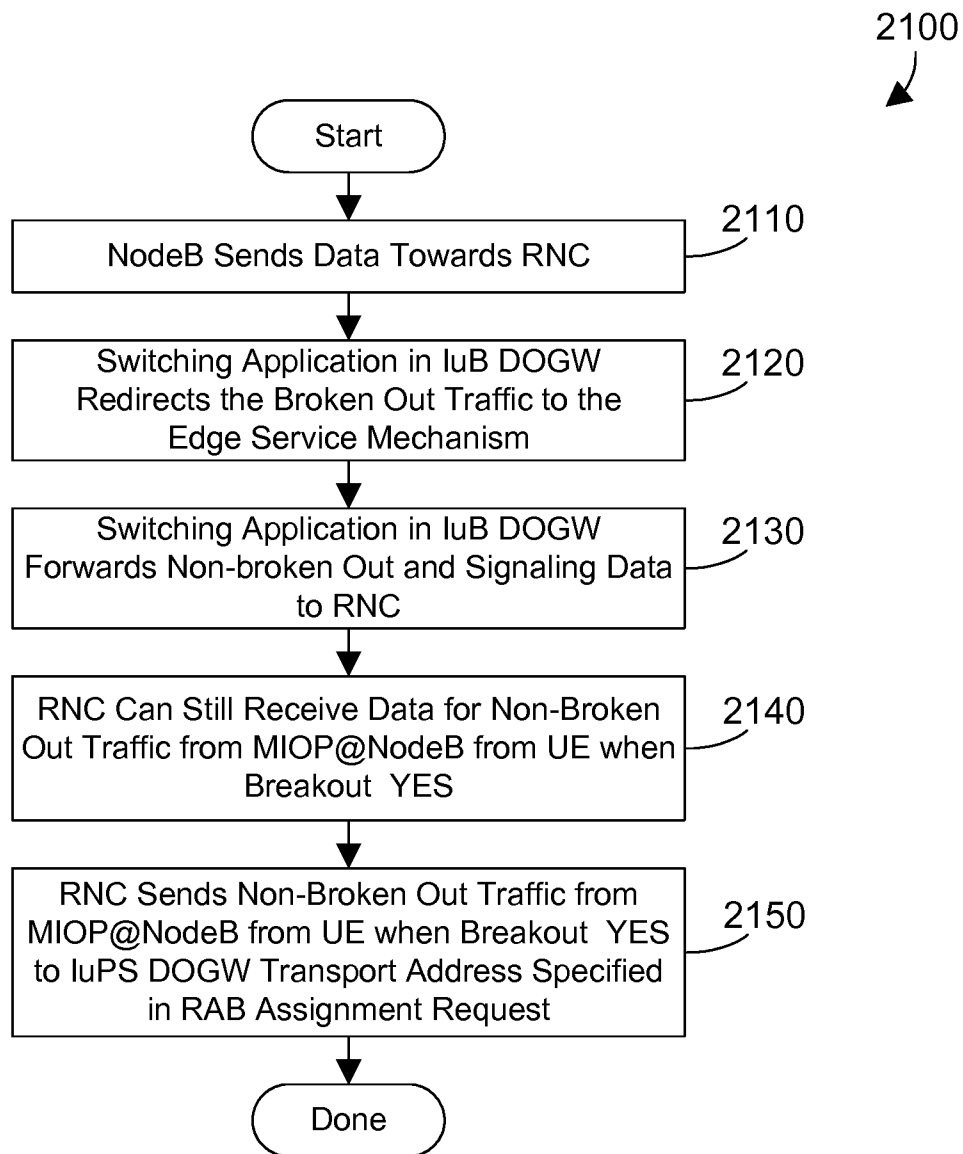 2100
Start
NodeB Sends Data Towards RNC
2110
Switching Application in IuB DOGW
Redirects the Broken Out Traffic to the
Edge Service Mechanism
2120
Switching Application in IuB DOGW
Forwards Non-broken Out and Signaling Data
to RNC
2130
RNC Can Still Receive Data for Non-Broken
Out Traffic from MIOP@NodeB from UE when
Breakout  YES
2140
RNC Sends Non-Broken Out Traffic from
MIOP@NodeB from UE when Breakout  YES
to IuPS DOGW Transport Address Specified
in RAB Assignment Request
2150
Done